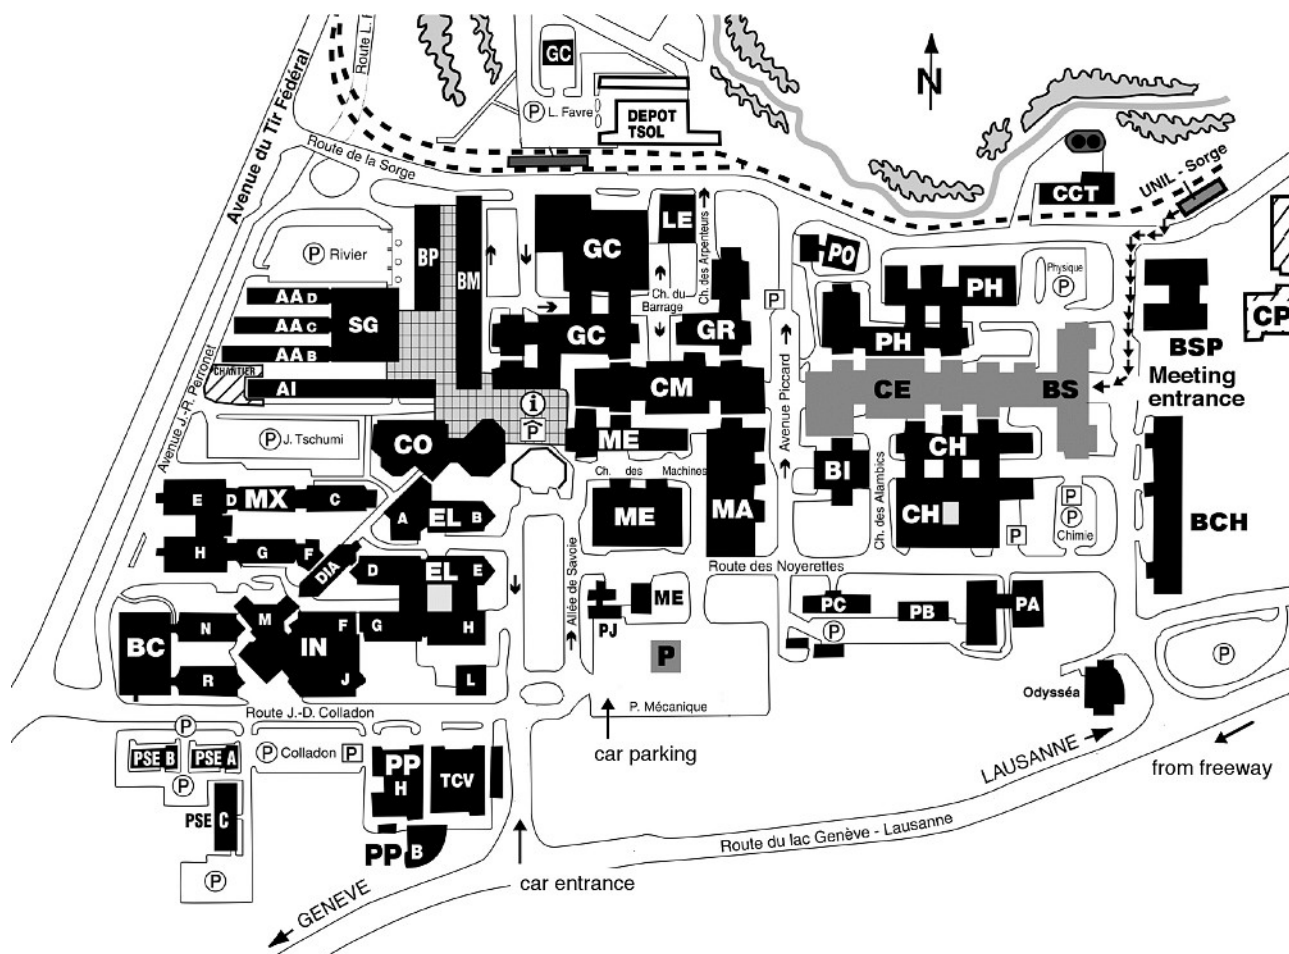 Avenue du Tir Fédéral
GC
N
P L. Favre
DEPOT
TSOL
Route de la Sorge
UNIL - Sorge
CCT
P Rivier
BP
BM
GC
LE
Ch. des Arpenteurs
PO
PH
Physique
P
AA D
SG
Ch. du
Barrage
P
CP
AA C
GC
GR
PH
AA B
BSP
CHANTIER
AI
CM
CE
BS
Meeting
entrance
Avenue J.-R. Perronet
i
P
Avenue Piccard
P J. Tschumi
CO
ME
CH
Ch. des Machines
BI
Ch. des Alambics
E
D
MX
C
A
EL
B
ME
MA
CH
P
P
Chimie
P
BCH
H
G
F
DIA
D
EL
E
Allée de Savoie
Route des Noyerettes
M
ME
PC
PB
PA
BC
N
IN
F
G
H
PJ
P
R
J
L
P
P
Odysséa
Route J.-D. Colladon
P. Mécanique
P
PSE B
PSE A
P Colladon P
PP
H
TCV
car parking
LAUSANNE
from freeway
P
PSE C
PP B
Route du lac Genève - Lausanne
P
car entrance
GENEVE